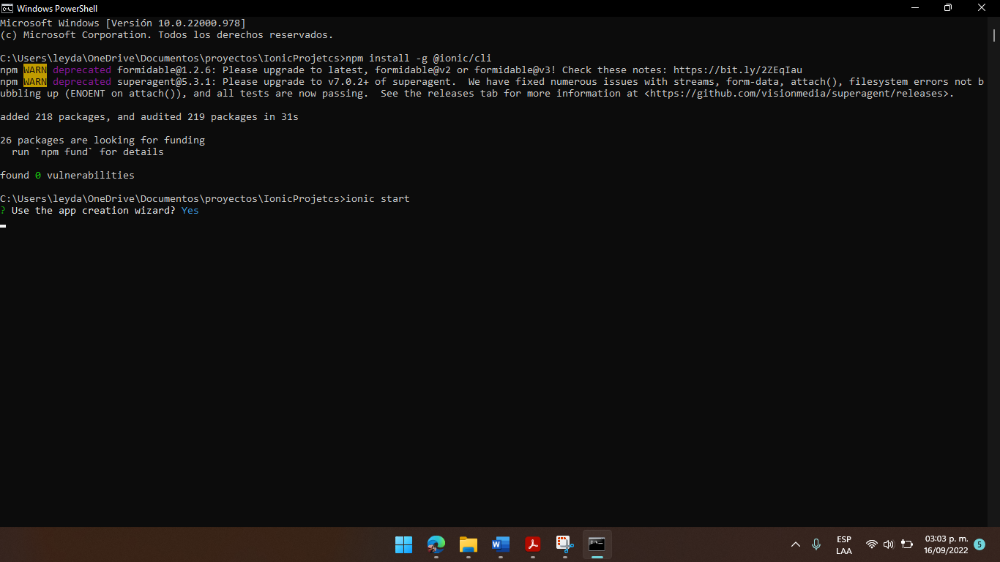 Windows PowerShell
Microsoft Windows [Versión 10.0.22000.978]
(c) Microsoft Corporation. Todos los derechos reservados.
C:\Users\leyda\OneDrive\Documentos\proyectos\IonicProjetcs>npm install -g @ionic/cli
npm WARN deprecated formidable@1.2.6: Please upgrade to latest, formidable@v2 or formidable@v3! Check these notes: https://bit.ly/2ZEqIau
npm WARN deprecated superagent@5.3.1: Please upgrade to v7.0.2+ of superagent.  We have fixed numerous issues with streams, form-data, attach(), filesystem errors not b
ubbling up (ENOENT on attach()), and all tests are now passing.  See the releases tab for more information at <https://github.com/visionmedia/superagent/releases>.
added 218 packages, and audited 219 packages in 31s
26 packages are looking for funding
  run `npm fund` for details
found 0 vulnerabilities
C:\Users\leyda\OneDrive\Documentos\proyectos\IonicProjetcs>ionic start
? Use the app creation wizard? Yes
ESP
LAA
03:03 p. m.
16/09/2022
5